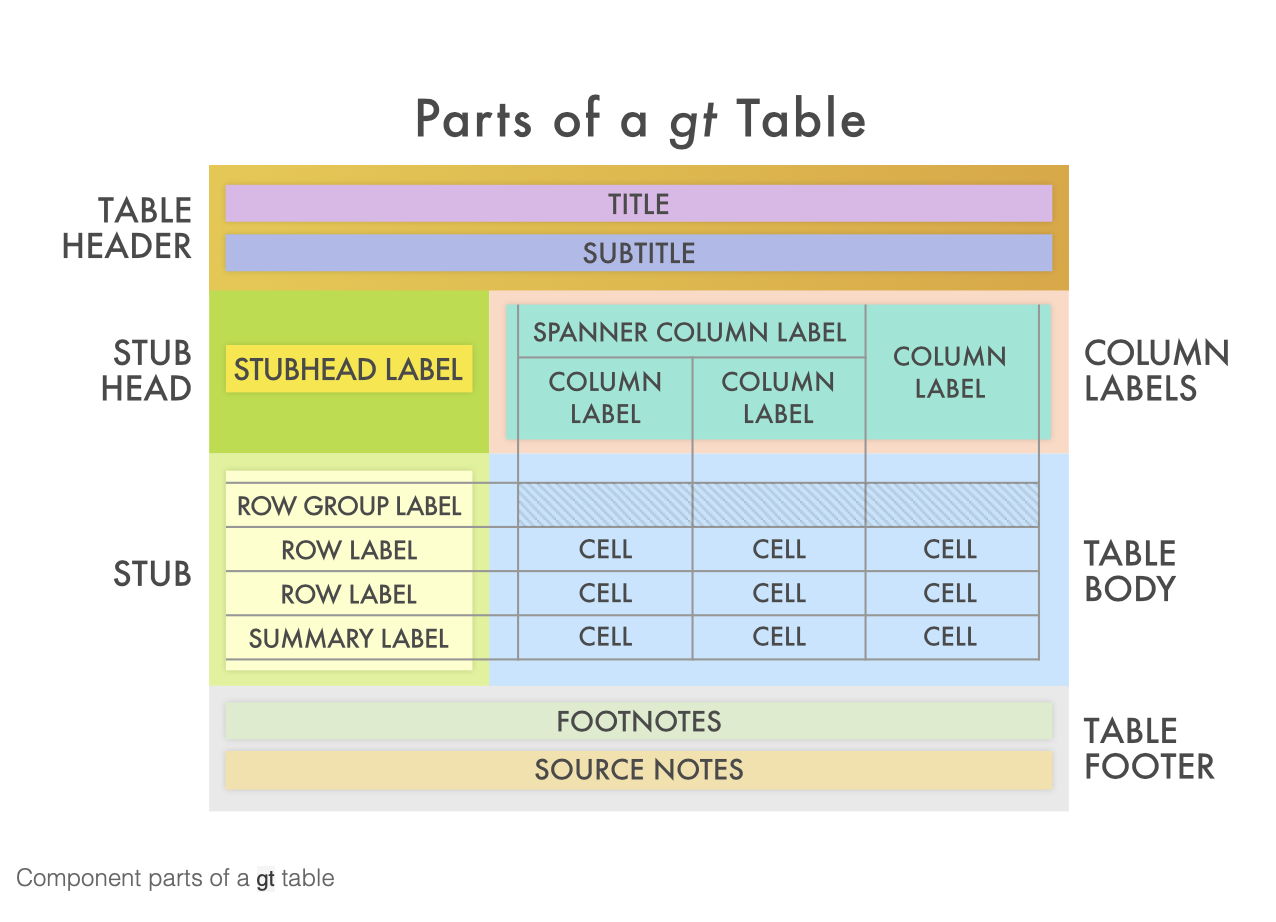 Parts of a gt Table
TABLE
HEADER
TITLE
SUBTITLE
STUB
HEAD
STUBHEAD LABEL
SPANNER COLUMN LABEL
COLUMN
LABEL
COLUMN
LABEL
COLUMN
LABEL
COLUMN
LABELS
STUB
ROW GROUP LABEL
ROW LABEL
CELL
CELL
CELL
ROW LABEL
CELL
CELL
CELL
SUMMARY LABEL
CELL
CELL
CELL
TABLE
BODY
FOOTNOTES
SOURCE NOTES
TABLE
FOOTER
Component parts of a gt table